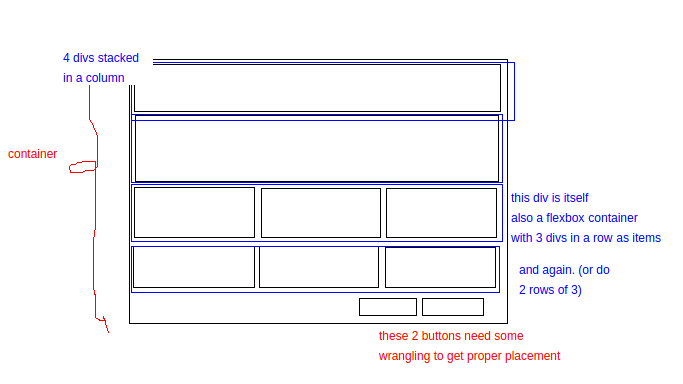 4 divs stacked
in a column
container
this div is itself
also a flexbox container
with 3 divs in a row as items
and again. (or do
2 rows of 3)
these 2 buttons need some
wrangling to get proper placement